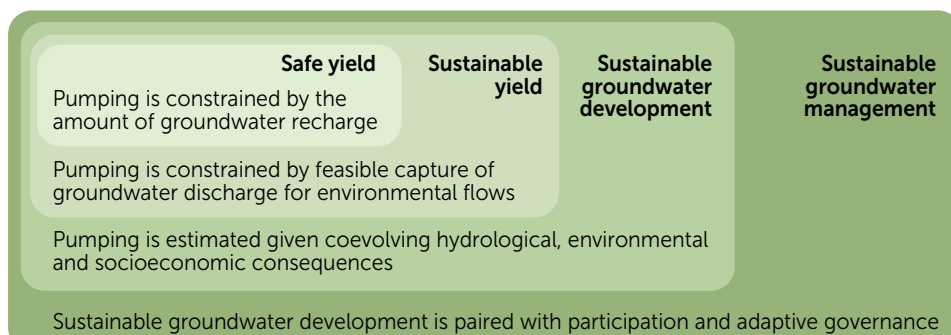 Safe yield
Pumping is constrained by the
amount of groundwater recharge
Sustainable
yield
Pumping is constrained by feasible capture of
groundwater discharge for environmental flows
Sustainable
groundwater
development
Pumping is estimated given coevolving hydrological, environmental
and socioeconomic consequences
Sustainable
groundwater
management
Sustainable groundwater development is paired with participation and adaptive governance